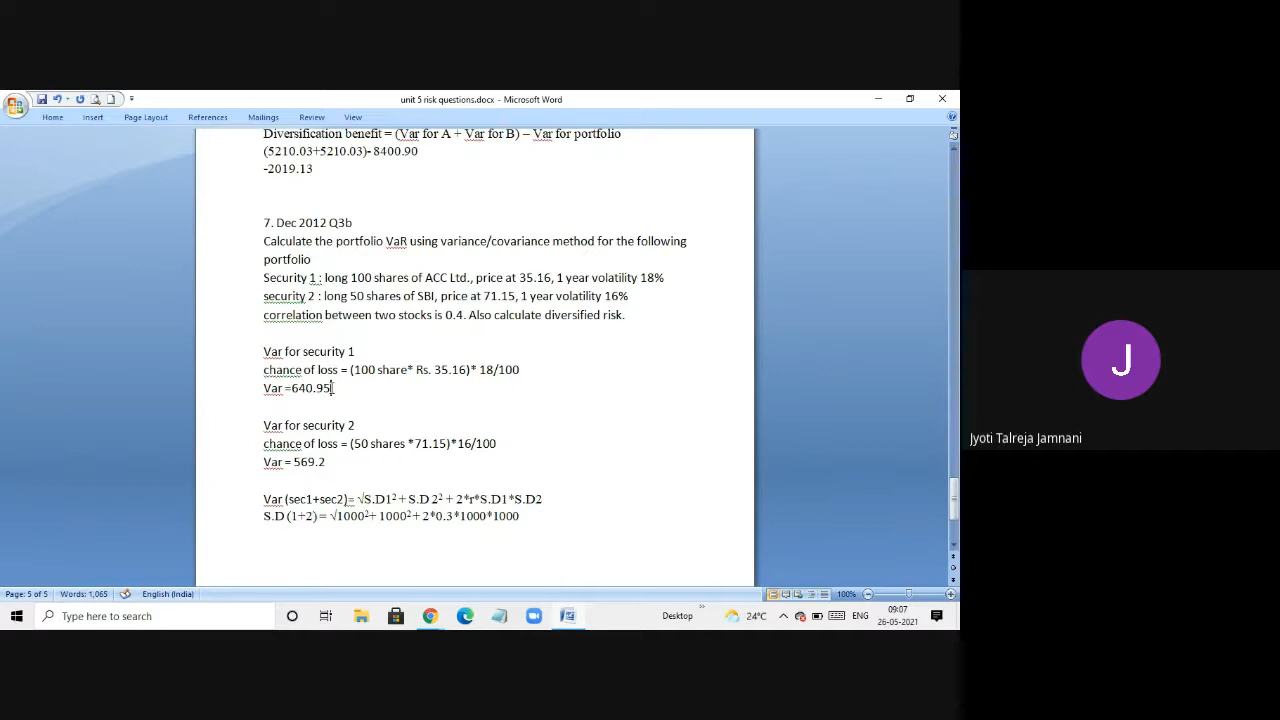 unit 5 risk questions.docx - Microsoft Word
Home Insert Page Layout References Mailings Review View
Diversification benefit = (Var for A + Var for B) – Var for portfolio
(5210.03+5210.03)- 8400.90
-2019.13
7. Dec 2012 Q3b
Calculate the portfolio VaR using variance/covariance method for the following
portfolio
Security 1 : long 100 shares of ACC Ltd., price at 35.16, 1 year volatility 18%
security 2 : long 50 shares of SBI, price at 71.15, 1 year volatility 16%
correlation between two stocks is 0.4. Also calculate diversified risk.
Var for security 1
chance of loss = (100 share* Rs. 35.16)* 18/100
Var =640.95
Var for security 2
chance of loss = (50 shares *71.15)*16/100
Var = 569.2
Var (sec1+sec2)= √S.D1² + S.D 2² + 2*r*S.D1*S.D2
S.D (1+2) = √1000²+ 1000² + 2*0.3*1000*1000
J
Jyoti Talreja Jamnani
Page: 5 of 5 Words: 1,065 English (India) 100%
Type here to search Desktop 24°C ENG 09:07
26-05-2021